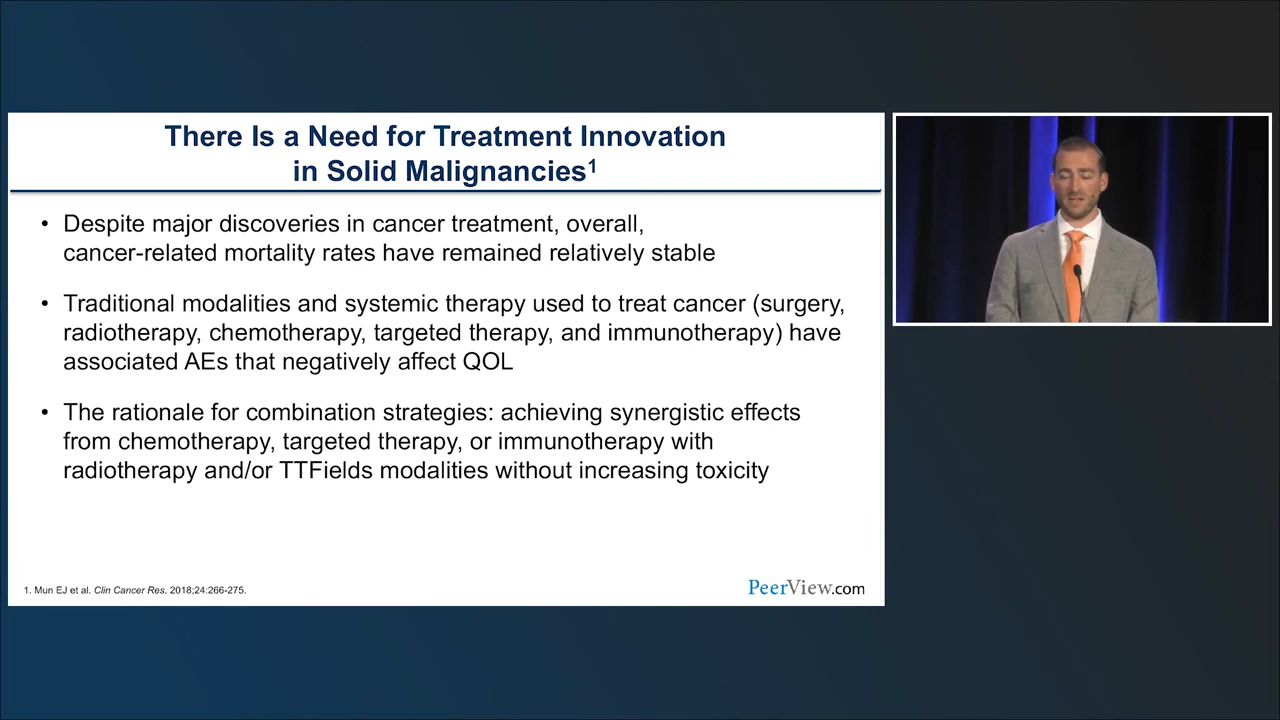 There Is a Need for Treatment Innovation
in Solid Malignancies¹
• Despite major discoveries in cancer treatment, overall,
cancer-related mortality rates have remained relatively stable
• Traditional modalities and systemic therapy used to treat cancer (surgery,
radiotherapy, chemotherapy, targeted therapy, and immunotherapy) have
associated AEs that negatively affect QOL
• The rationale for combination strategies: achieving synergistic effects
from chemotherapy, targeted therapy, or immunotherapy with
radiotherapy and/or TTFields modalities without increasing toxicity
1. Mun EJ et al. Clin Cancer Res. 2018;24:266-275.
PeerView.com